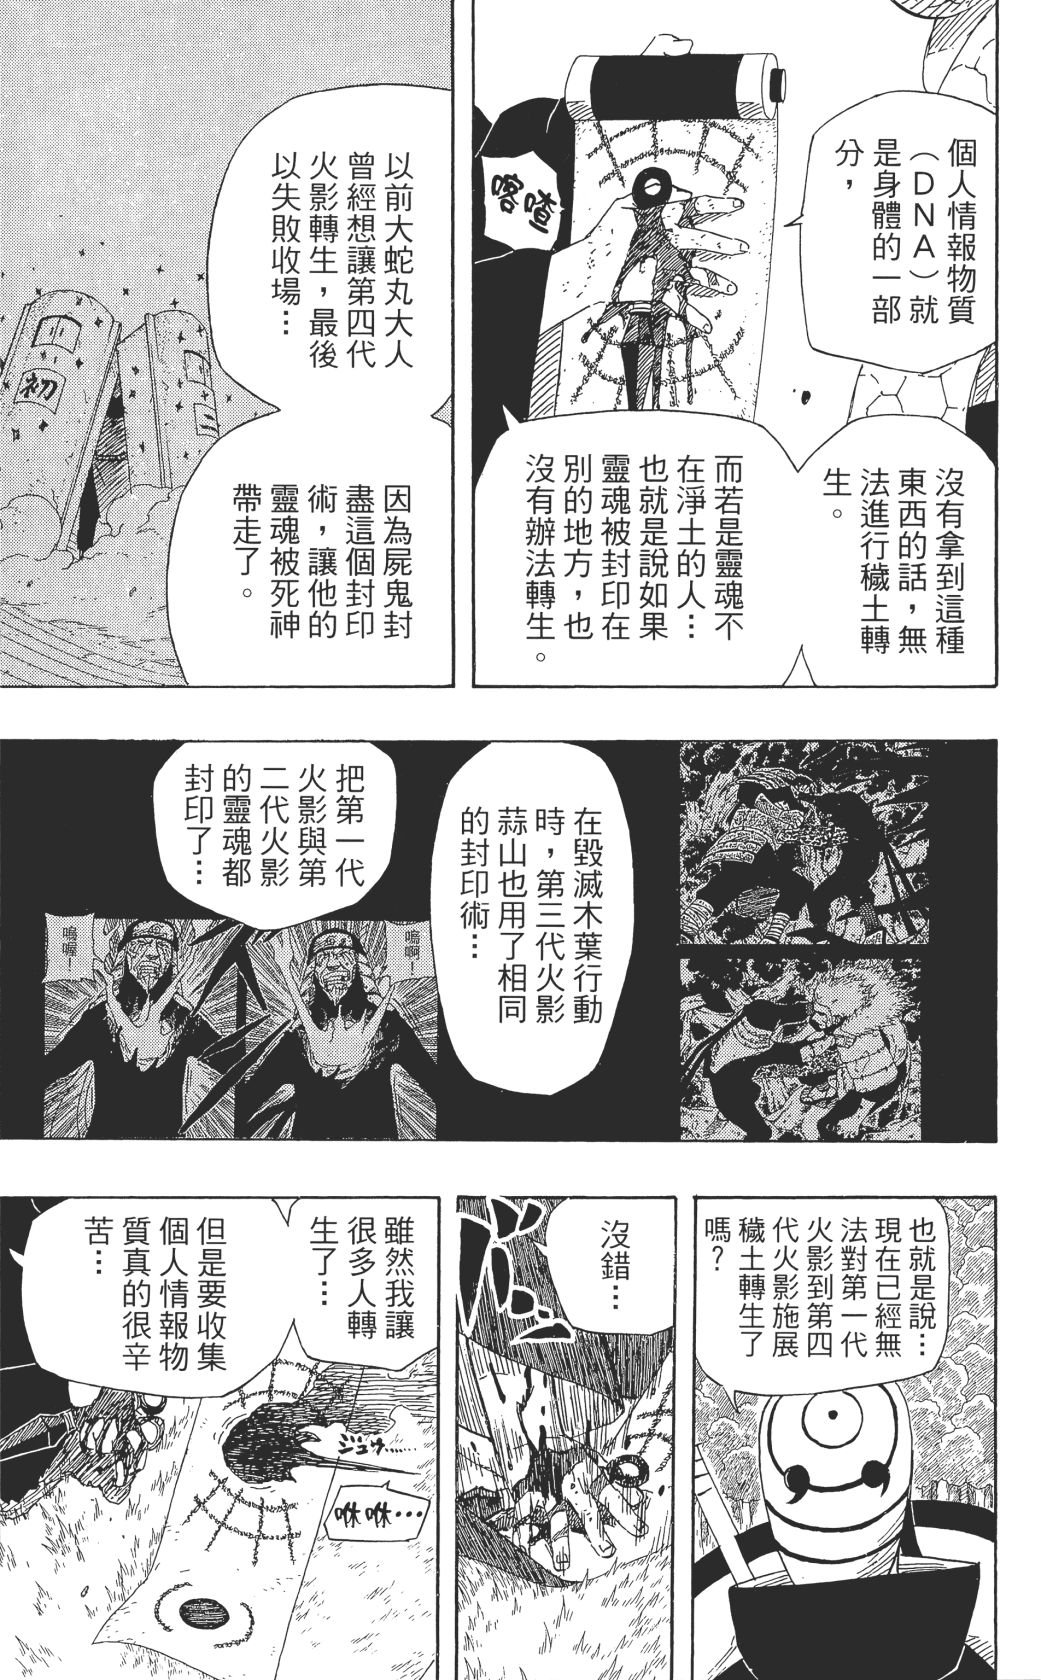 個人情報物質
（DNA）就
是身體的一部
分，
沒有拿到這種
東西的話，無
法進行穢土轉
生。
喀喳
而若是靈魂不
在淨土的人…
也就是說如果
靈魂被封印在
別的地方，也
沒有辦法轉生。
以前大蛇丸大人
曾經想讓第四代
火影轉生，最後
以失敗收場…
因為屍鬼封
盡這個封印
術，讓他的
靈魂被死神
帶走了。
初
二
在毀滅木葉行動
時，第三代火影
蒜山也用了相同
的封印術…
把第一代
火影與第
二代火影
的靈魂都
封印了…
嗚啊！
嗚喔！
也就是說…
現在已經無
法對第一代
火影到第四
代火影施展
穢土轉生了
嗎？
沒錯…
雖然我讓
很多人轉
生了…
但是要收集
個人情報物
質真的很辛
苦…
ジュウ……
咻咻…